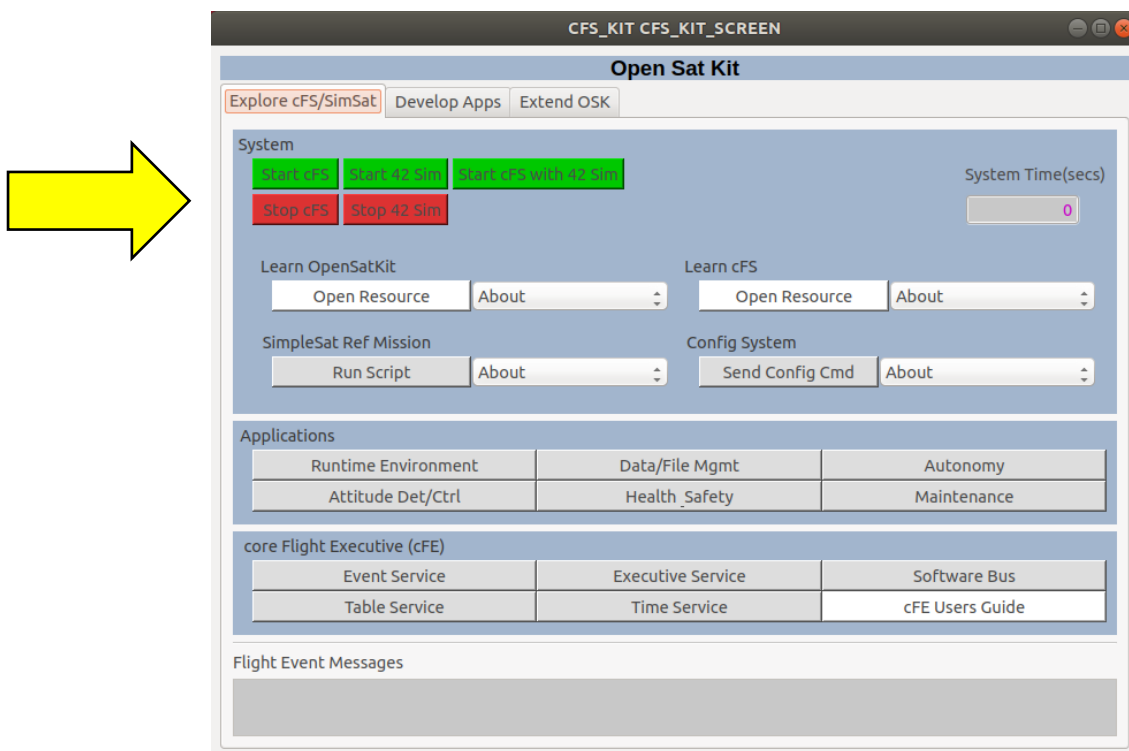 CFS_KIT CFS_KIT_SCREEN
Open Sat Kit
Explore cFS/SimSat Develop Apps Extend OSK
System
Start cFS Start 42 Sim Start cFS with 42 Sim System Time(secs)
Stop cFS Stop 42 Sim 0
Learn OpenSatKit Learn cFS
Open Resource About Open Resource About
SimpleSat Ref Mission Config System
Run Script About Send Config Cmd About
Applications
Runtime Environment Data/File Mgmt Autonomy
Attitude Det/Ctrl Health_Safety Maintenance
core Flight Executive (cFE)
Event Service Executive Service Software Bus
Table Service Time Service cFE Users Guide
Flight Event Messages